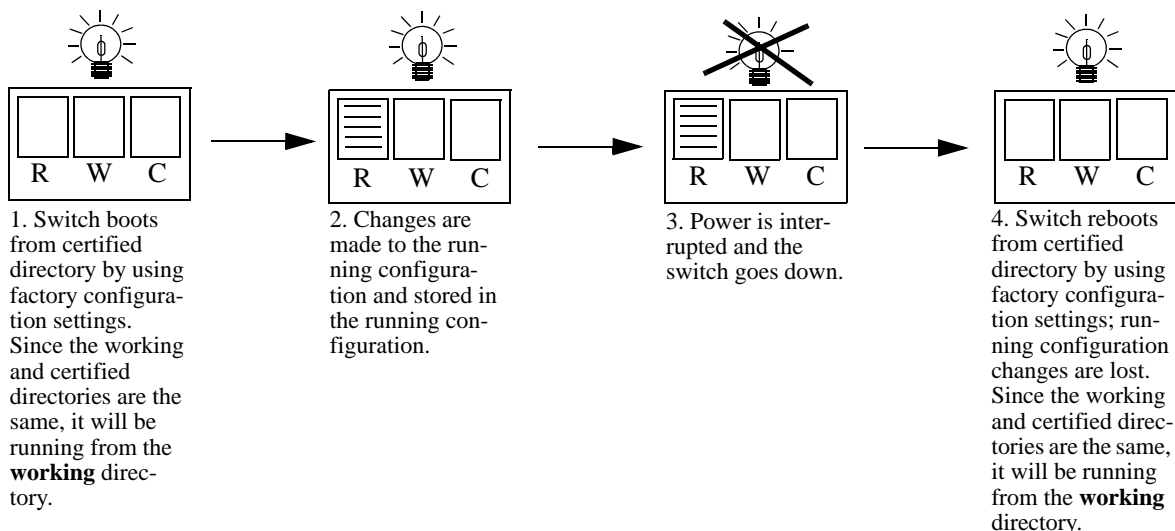 R W C
R W C
R W C
R W C
1. Switch boots
from certified
directory by using
factory configura-
tion settings.
Since the working
and certified
directories are the
same, it will be
running from the
working direc-
tory.
2. Changes are
made to the run-
ning configura-
tion and stored in
the running con-
figuration.
3. Power is inter-
rupted and the
switch goes down.
4. Switch reboots
from certified
directory by using
factory configura-
tion settings; run-
ning configuration
changes are lost.
Since the working
and certified direc-
tories are the same,
it will be running
from the working
directory.